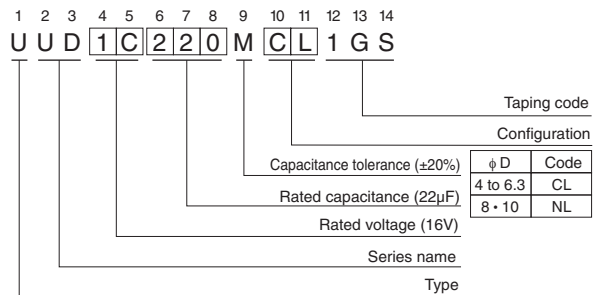 1 2 3 4 5 6 7 8 9 10 11 12 13 14
U U D 1 C 2 2 0 M C L 1 G S
Taping code
Configuration
Capacitance tolerance (±20%)
φ D Code
4 to 6.3 CL
Rated capacitance (22µF)
8 • 10 NL
Rated voltage (16V)
Series name
Type